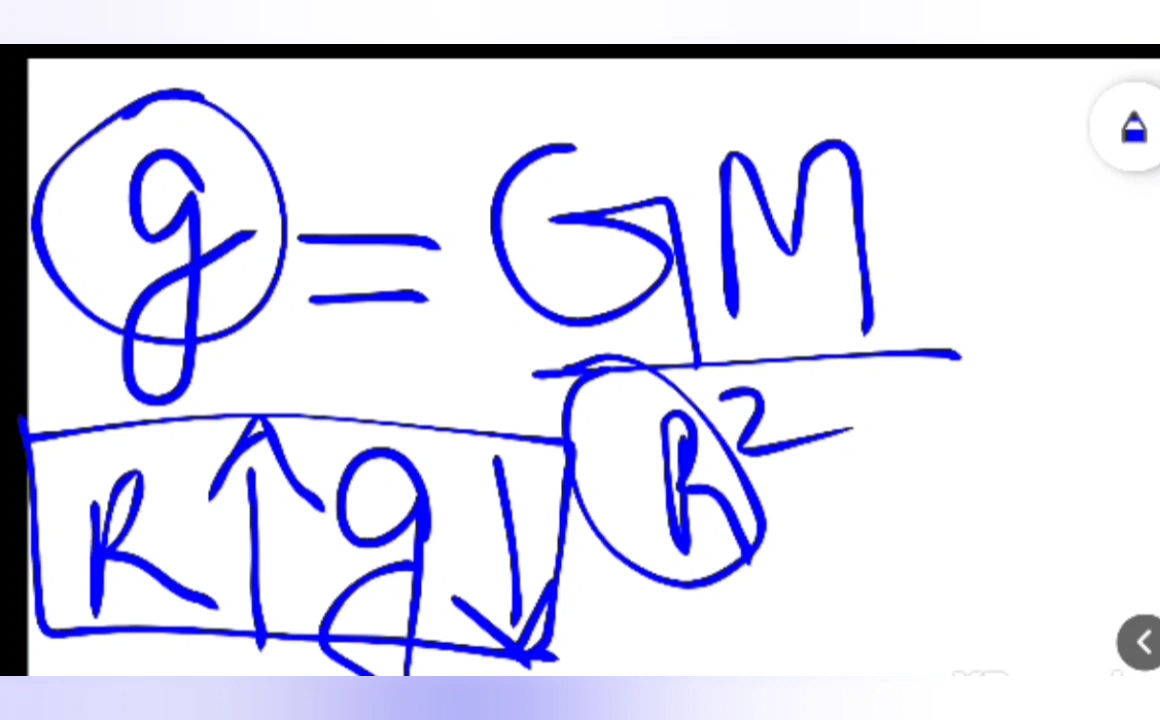 g = GM
R²
R ↑ g ↓